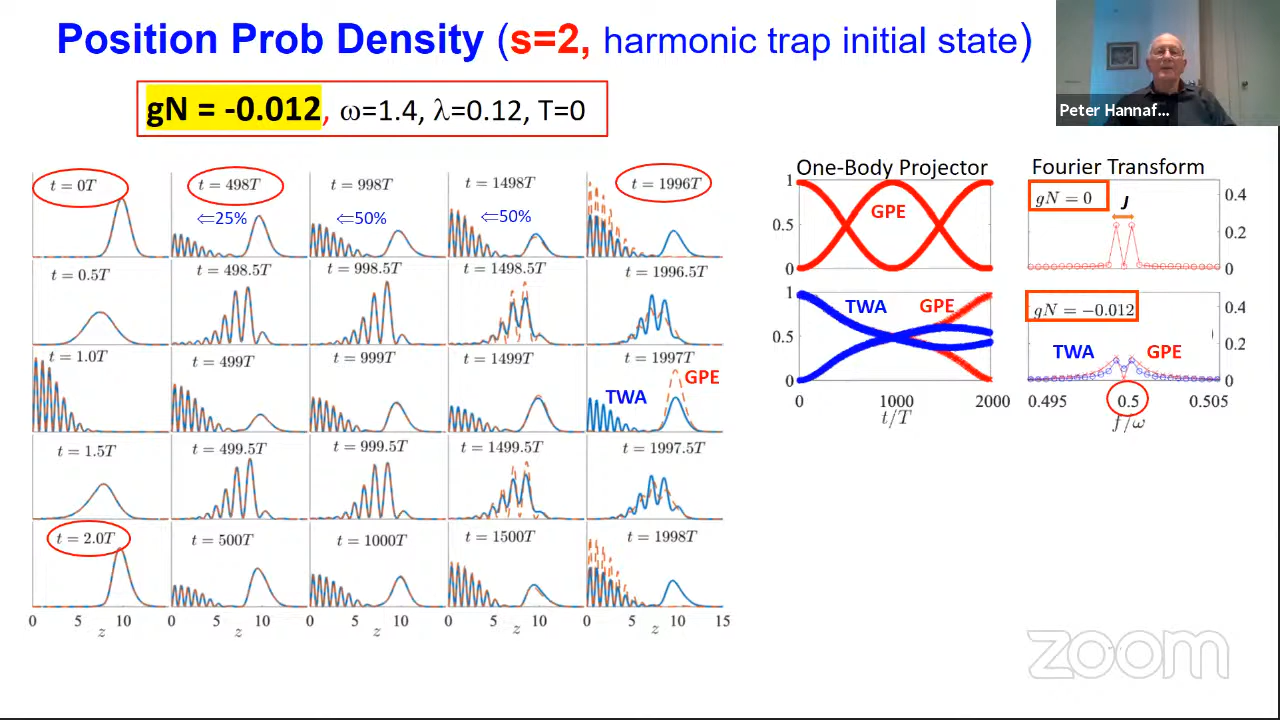 Position Prob Density (s=2, harmonic trap initial state)
Peter Hannaf...
gN = -0.012, ω=1.4, λ=0.12, T=0
t = 0T
t = 498T
t = 998T
t = 1498T
t = 1996T
⇐25%
⇐50%
⇐50%
t = 0.5T
t = 498.5T
t = 998.5T
t = 1498.5T
t = 1996.5T
t = 1.0T
t = 499T
t = 999T
t = 1499T
t = 1997T
TWA
GPE
t = 1.5T
t = 499.5T
t = 999.5T
t = 1499.5T
t = 1997.5T
t = 2.0T
t = 500T
t = 1000T
t = 1500T
t = 1998T
0 5 10 0 5 10 0 5 10 0 5 10 0 5 10 15
z z z z z
One-Body Projector
1
0.5
0
GPE
1
0.5
0
TWA
GPE
0 1000 2000
t/T
Fourier Transform
gN = 0
J
0.4
0.2
0
gN = −0.012
0.4
0.2
0
TWA
GPE
0.495 0.5 0.505
f/ω
zoom